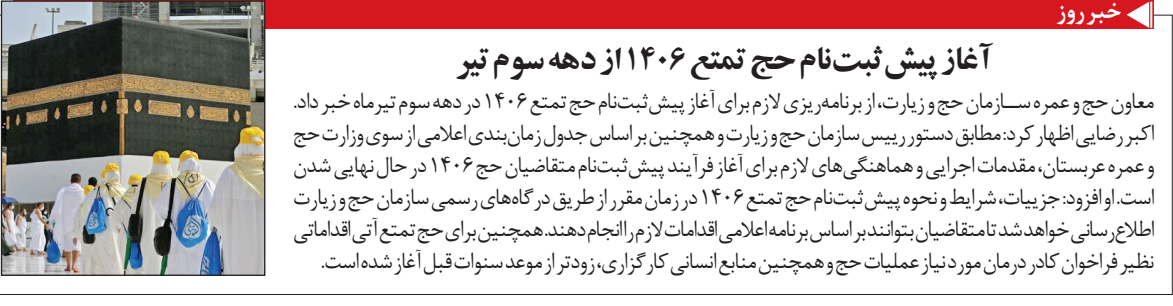 خبر روز
آغاز پیش ثبت‌نام حج تمتع ۱۴۰۶ از دهه سوم تیر
معاون حج و عمره ســازمان حج و زیارت، از برنامه‌ریزی لازم برای آغاز پیش ثبت‌نام حج تمتع ۱۴۰۶ در دهه سوم تیرماه خبر داد.
اکبر رضایی اظهار کرد: مطابق دستور رییس سازمان حج و زیارت و همچنین بر اساس جدول زمان‌بندی اعلامی از سوی وزارت حج
و عمره عربستان، مقدمات اجرایی و هماهنگی‌های لازم برای آغاز فرآیند پیش ثبت‌نام متقاضیان حج ۱۴۰۶ در حال نهایی شدن
است. او افزود: جزییات، شرایط و نحوه پیش ثبت‌نام حج تمتع ۱۴۰۶ در زمان مقرر از طریق درگاه‌های رسمی سازمان حج و زیارت
اطلاع‌رسانی خواهد شد تا متقاضیان بتوانند بر اساس برنامه اعلامی اقدامات لازم را انجام دهند. همچنین برای حج تمتع آتی اقداماتی
نظیر فراخوان کادر درمان مورد نیاز عملیات حج و همچنین منابع انسانی کارگزاری، زودتر از موعد سنوات قبل آغاز شده است.